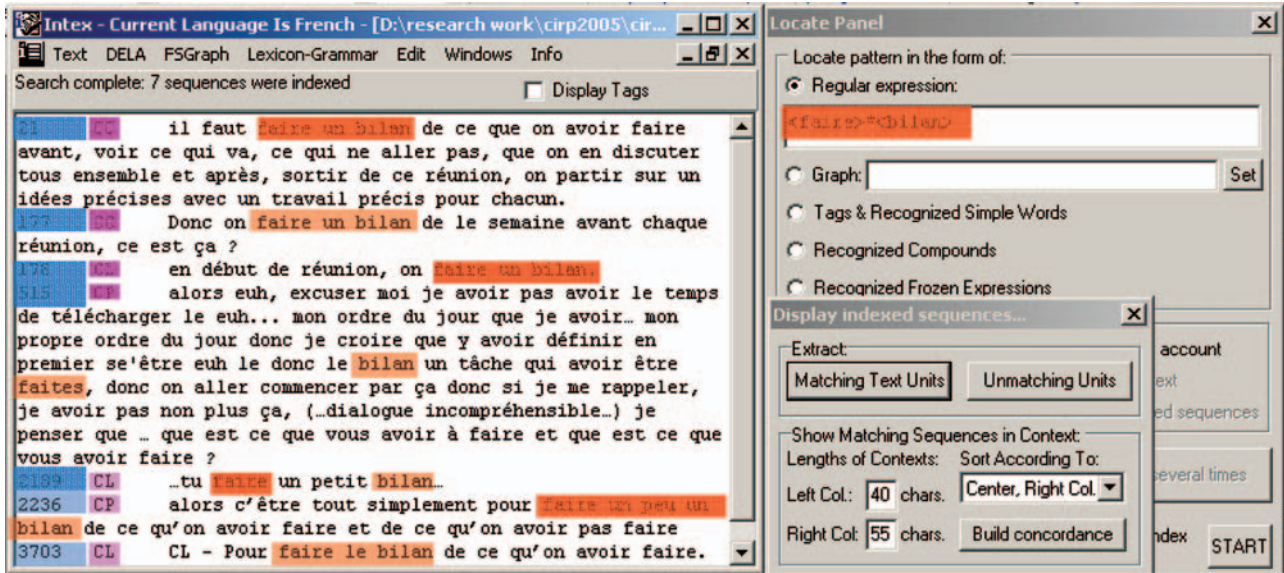 Intex - Current Language Is French - [D:\research work\cirp2005\cir...
Text DELA FSGraph Lexicon-Grammar Edit Windows Info
Search complete: 7 sequences were indexed
Display Tags
21 CC il faut faire un bilan de ce que on avoir faire
avant, voir ce qui va, ce qui ne aller pas, que on en discuter
tous ensemble et après, sortir de ce réunion, on partir sur un
idées précises avec un travail précis pour chacun.
177 CC Donc on faire un bilan de le semaine avant chaque
réunion, ce est ça ?
178 CL en début de réunion, on faire un bilan.
515 CP alors euh, excuser moi je avoir pas avoir le temps
de télécharger le euh... mon ordre du jour que je avoir… mon
propre ordre du jour donc je croire que y avoir définir en
premier se'être euh le donc le bilan un tâche qui avoir être
faites, donc on aller commencer par ça donc si je me rappeler,
je avoir pas non plus ça, (…dialogue incompréhensible…) je
penser que … que est ce que vous avoir à faire et que est ce que
vous avoir faire ?
2189 CL …tu faire un petit bilan…
2236 CP alors c'être tout simplement pour faire un peu un
bilan de ce qu'on avoir faire et de ce qu'on avoir pas faire
3703 CL CL - Pour faire le bilan de ce qu'on avoir faire.
Locate Panel
Locate pattern in the form of:
Regular expression:
<faire>*<bilan>
Graph:
Set
Tags & Recognized Simple Words
Recognized Compounds
Recognized Frozen Expressions
Display indexed sequences...
Extract:
Matching Text Units Unmatching Units
Show Matching Sequences in Context:
Lengths of Contexts: Sort According To:
Left Col.: 40 chars. Center, Right Col.
Right Col: 55 chars. Build concordance
account
ext
ed sequences
several times
ndex
START